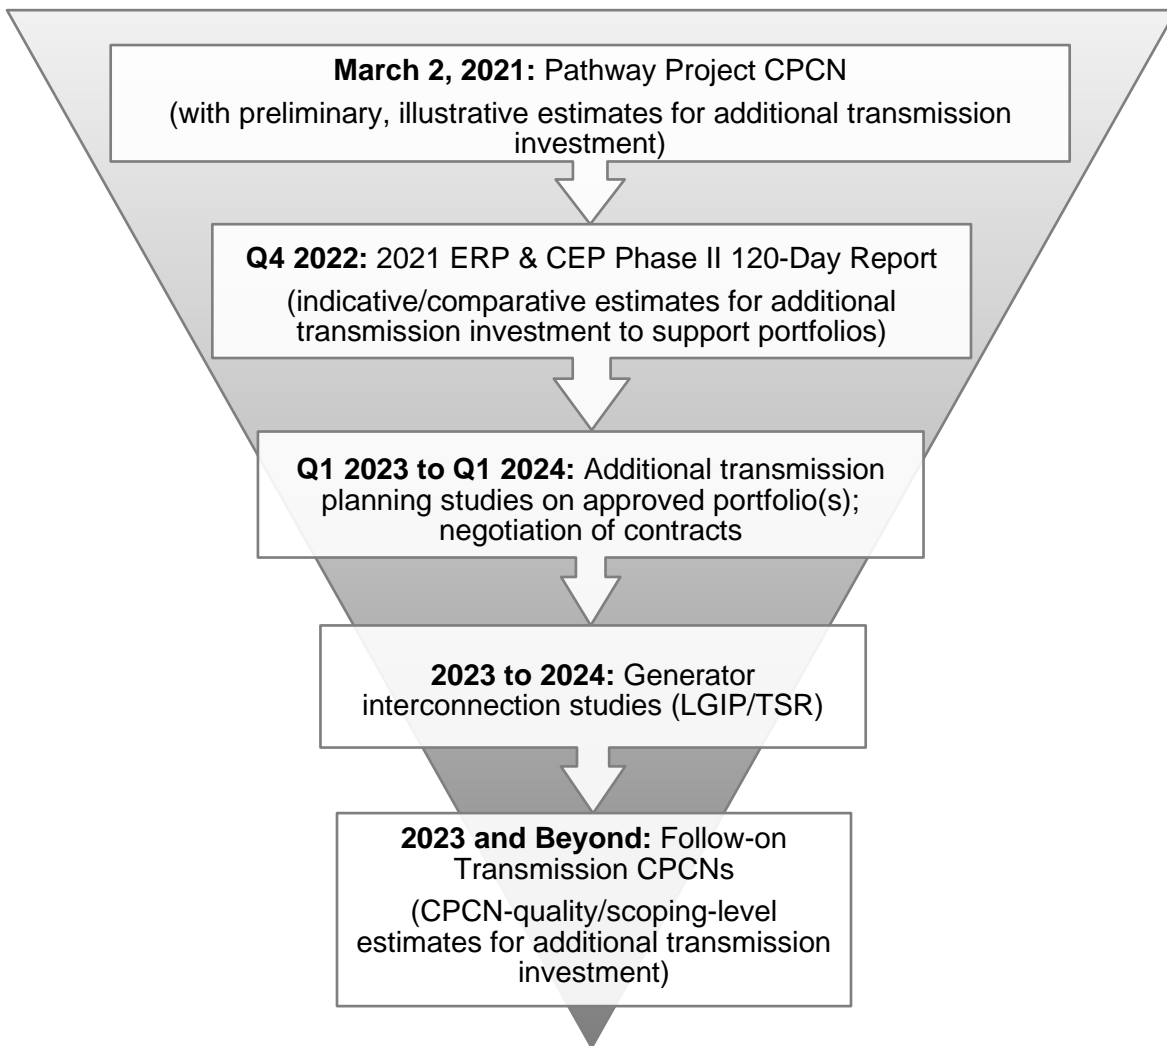 March 2, 2021: Pathway Project CPCN
(with preliminary, illustrative estimates for additional transmission
investment)
Q4 2022: 2021 ERP & CEP Phase II 120-Day Report
(indicative/comparative estimates for additional
transmission investment to support portfolios)
Q1 2023 to Q1 2024: Additional transmission
planning studies on approved portfolio(s);
negotiation of contracts
2023 to 2024: Generator
interconnection studies (LGIP/TSR)
2023 and Beyond: Follow-on
Transmission CPCNs
(CPCN-quality/scoping-level
estimates for additional transmission
investment)